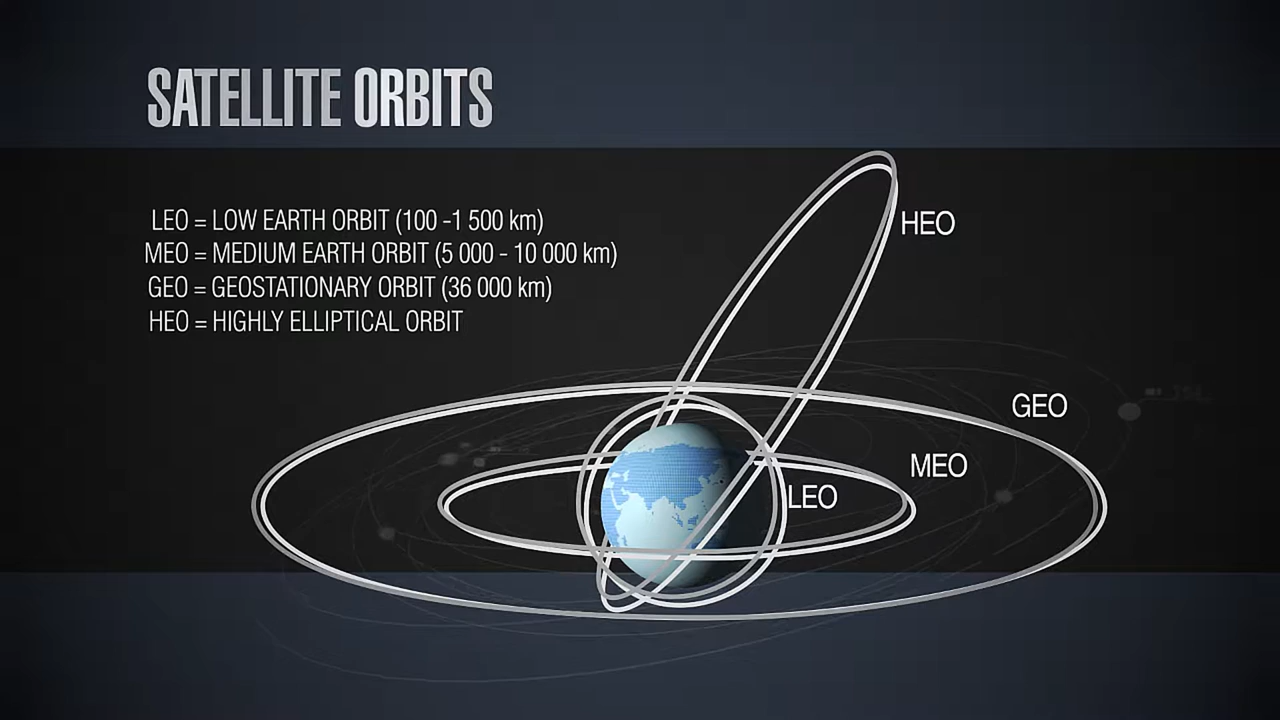 SATELLITE ORBITS
LEO = LOW EARTH ORBIT (100 -1 500 km)
MEO = MEDIUM EARTH ORBIT (5 000 - 10 000 km)
GEO = GEOSTATIONARY ORBIT (36 000 km)
HEO = HIGHLY ELLIPTICAL ORBIT
HEO
GEO
MEO
LEO